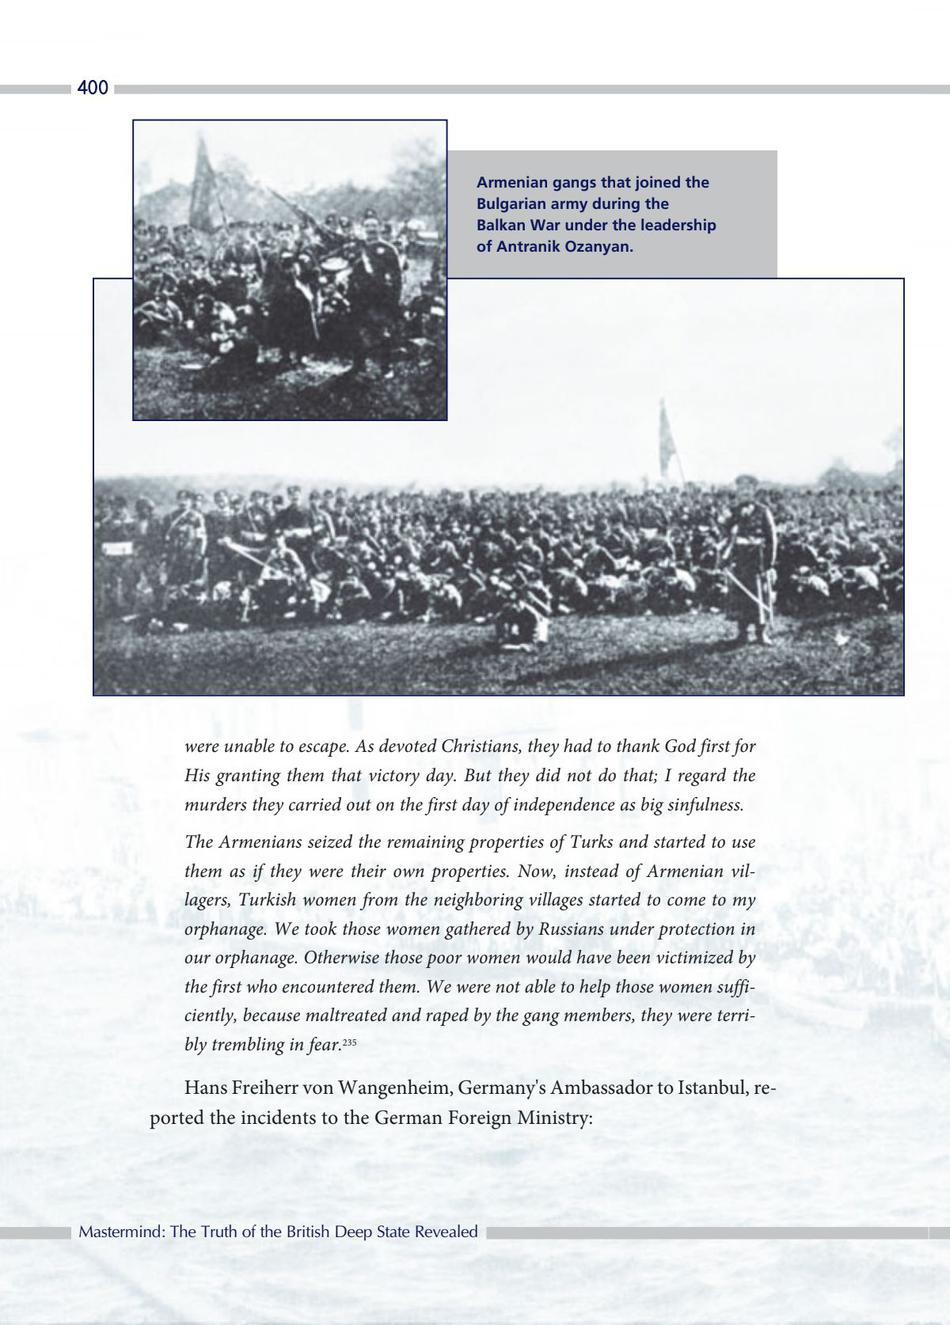 400
Armenian gangs that joined the
Bulgarian army during the
Balkan War under the leadership
of Antranik Ozanyan.
were unable to escape. As devoted Christians, they had to thank God first for
His granting them that victory day. But they did not do that; I regard the
murders they carried out on the first day of independence as big sinfulness.
The Armenians seized the remaining properties of Turks and started to use
them as if they were their own properties. Now, instead of Armenian vil-
lagers, Turkish women from the neighboring villages started to come to my
orphanage. We took those women gathered by Russians under protection in
our orphanage. Otherwise those poor women would have been victimized by
the first who encountered them. We were not able to help those women suffi-
ciently, because maltreated and raped by the gang members, they were terri-
bly trembling in fear.235
Hans Freiherr von Wangenheim, Germany's Ambassador to Istanbul, re-
ported the incidents to the German Foreign Ministry:
Mastermind: The Truth of the British Deep State Revealed